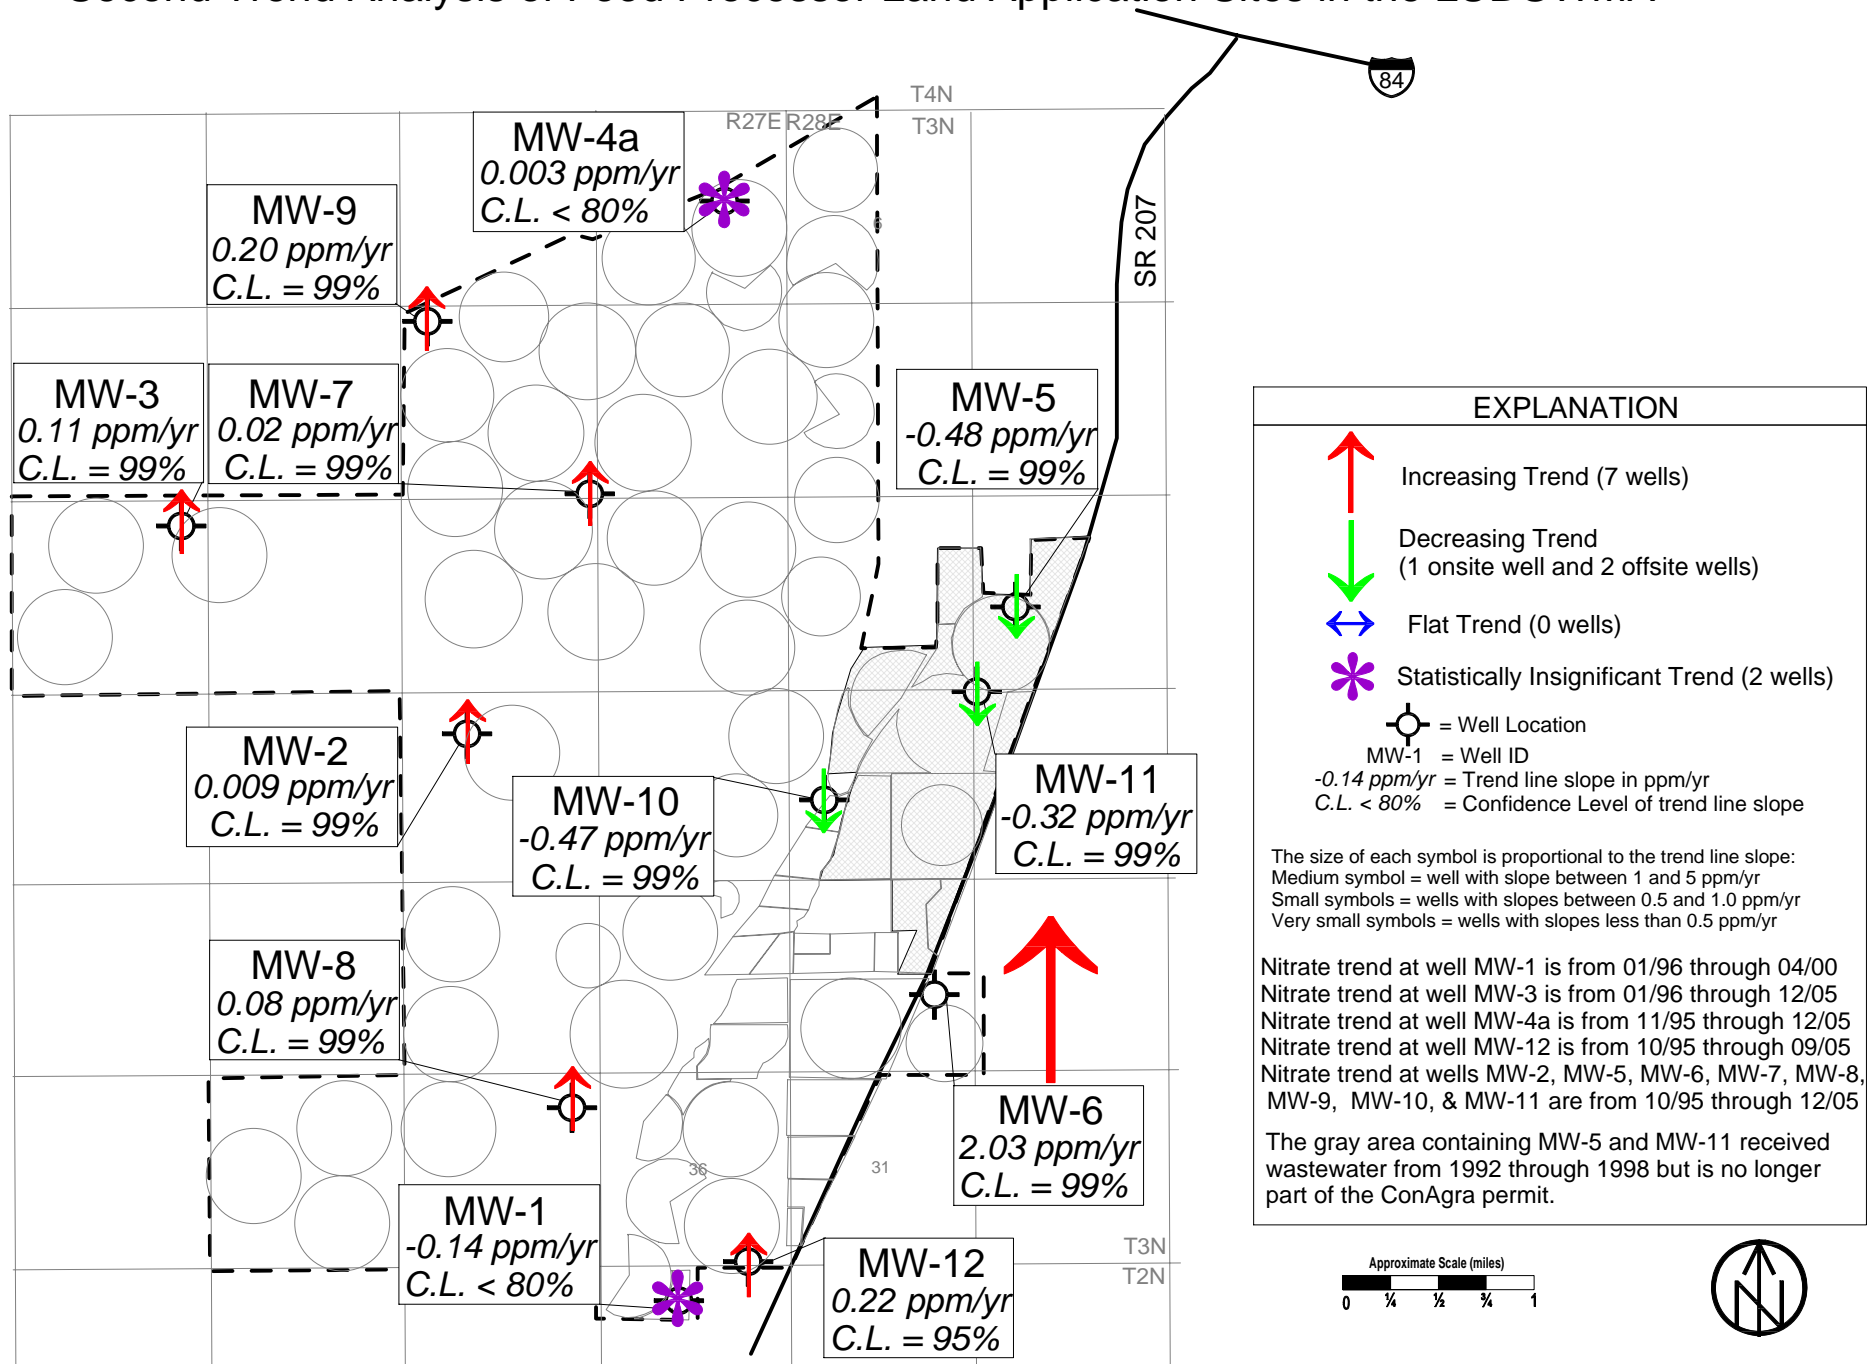 Second Trend Analysis of Food Processor Land Application Sites in the LUBGWMA
84
T4N
R27E R28E
T3N
MW-4a
0.003 ppm/yr
C.L. < 80%
6
SR 207
MW-9
0.20 ppm/yr
C.L. = 99%
MW-3
0.11 ppm/yr
C.L. = 99%
MW-7
0.02 ppm/yr
C.L. = 99%
MW-5
-0.48 ppm/yr
C.L. = 99%
MW-2
0.009 ppm/yr
C.L. = 99%
MW-10
-0.47 ppm/yr
C.L. = 99%
MW-11
-0.32 ppm/yr
C.L. = 99%
MW-8
0.08 ppm/yr
C.L. = 99%
MW-6
2.03 ppm/yr
C.L. = 99%
36
31
MW-1
-0.14 ppm/yr
C.L. < 80%
MW-12
0.22 ppm/yr
C.L. = 95%
T3N
T2N
EXPLANATION
Increasing Trend (7 wells)
Decreasing Trend
(1 onsite well and 2 offsite wells)
Flat Trend (0 wells)
Statistically Insignificant Trend (2 wells)
= Well Location
MW-1 = Well ID
-0.14 ppm/yr = Trend line slope in ppm/yr
C.L. < 80% = Confidence Level of trend line slope
The size of each symbol is proportional to the trend line slope:
Medium symbol = well with slope between 1 and 5 ppm/yr
Small symbols = wells with slopes between 0.5 and 1.0 ppm/yr
Very small symbols = wells with slopes less than 0.5 ppm/yr
Nitrate trend at well MW-1 is from 01/96 through 04/00
Nitrate trend at well MW-3 is from 01/96 through 12/05
Nitrate trend at well MW-4a is from 11/95 through 12/05
Nitrate trend at well MW-12 is from 10/95 through 09/05
Nitrate trend at wells MW-2, MW-5, MW-6, MW-7, MW-8,
MW-9, MW-10, & MW-11 are from 10/95 through 12/05
The gray area containing MW-5 and MW-11 received
wastewater from 1992 through 1998 but is no longer
part of the ConAgra permit.
Approximate Scale (miles)
0 ¼ ½ ¾ 1
N